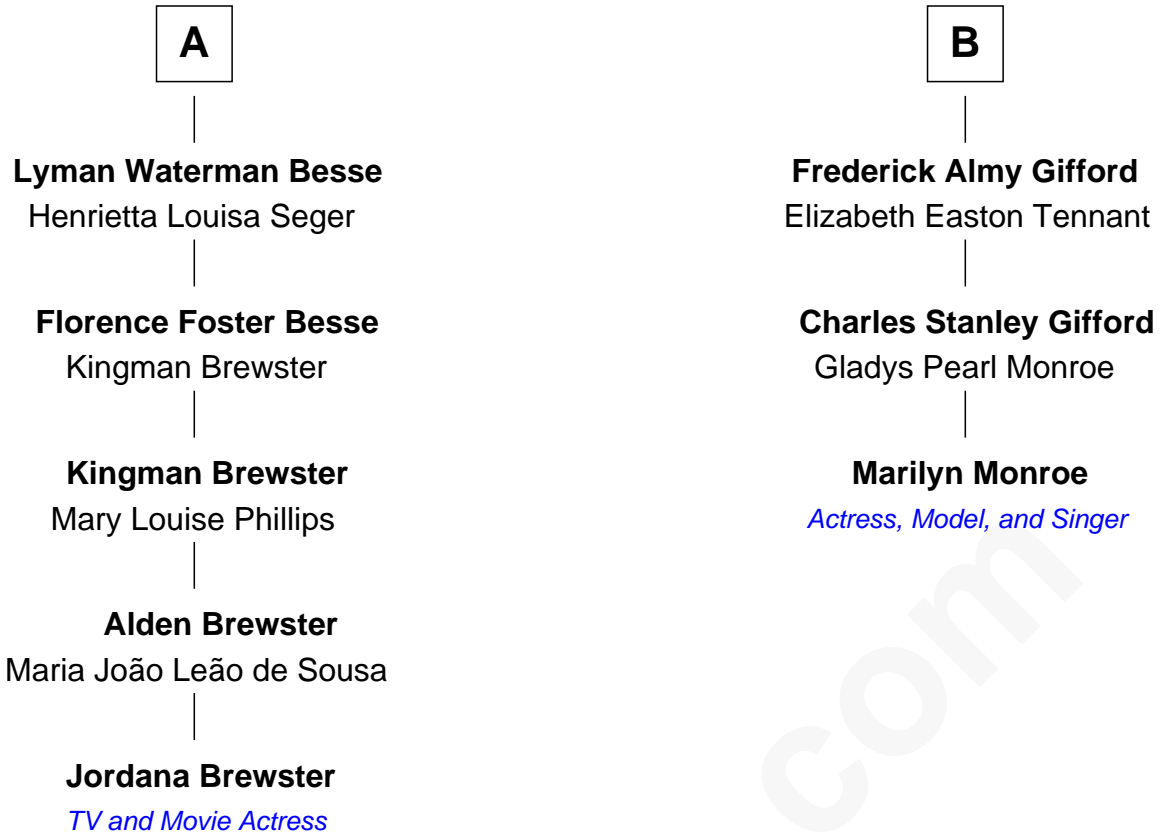 A
Lyman Waterman Besse
Henrietta Louisa Seger
Florence Foster Besse
Kingman Brewster
Kingman Brewster
Mary Louise Phillips
Alden Brewster
Maria João Leão de Sousa
Jordana Brewster
TV and Movie Actress
B
Frederick Almy Gifford
Elizabeth Easton Tennant
Charles Stanley Gifford
Gladys Pearl Monroe
Marilyn Monroe
Actress, Model, and Singer
com